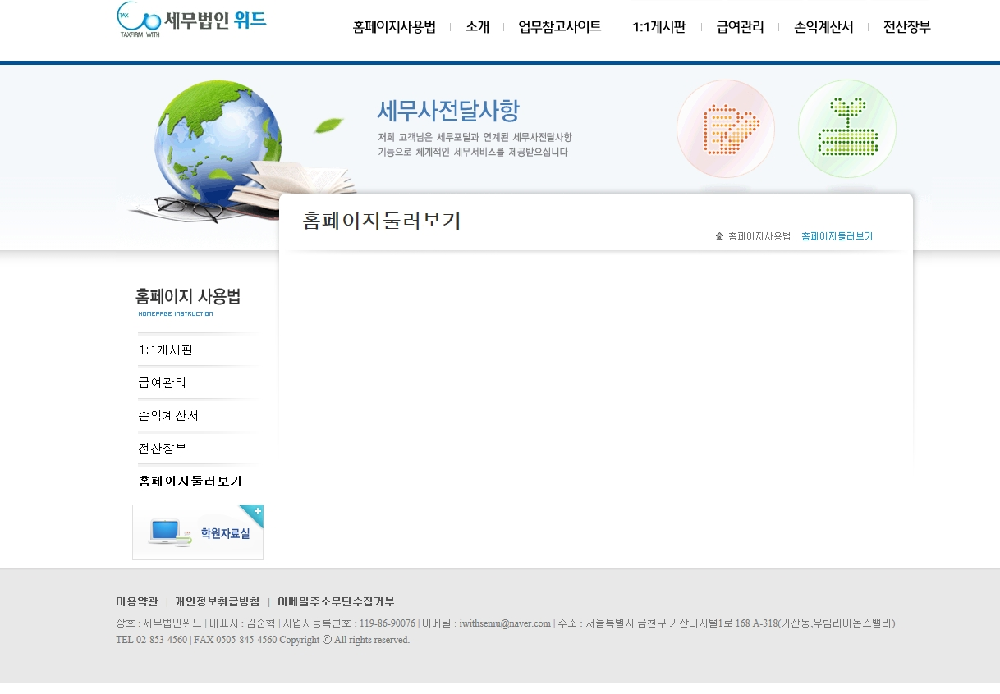 TAX
TAXFIRM WITH
세무법인 위드
홈페이지사용법 소개 업무참고사이트 1:1게시판 급여관리 손익계산서 전산장부
세무사전달사항
저희 고객님은 세무포털과 연계된 세무사전달사항
기능으로 체계적인 세무서비스를 제공받으십니다
홈페이지둘러보기
홈페이지사용법 . 홈페이지둘러보기
홈페이지 사용법
HOMEPAGE INSTRUCTION
1:1게시판
급여관리
손익계산서
전산장부
홈페이지둘러보기
학원자료실
이용약관 | 개인정보취급방침 | 이메일주소무단수집거부
상호 : 세무법인위드 | 대표자 : 김준혁 | 사업자등록번호 : 119-86-90076 | 이메일 : iwithsemu@naver.com | 주소 : 서울특별시 금천구 가산디지털1로 168 A-318(가산동,우림라이온스밸리)
TEL 02-853-4560 | FAX 0505-845-4560 Copyright ⓒ All rights reserved.